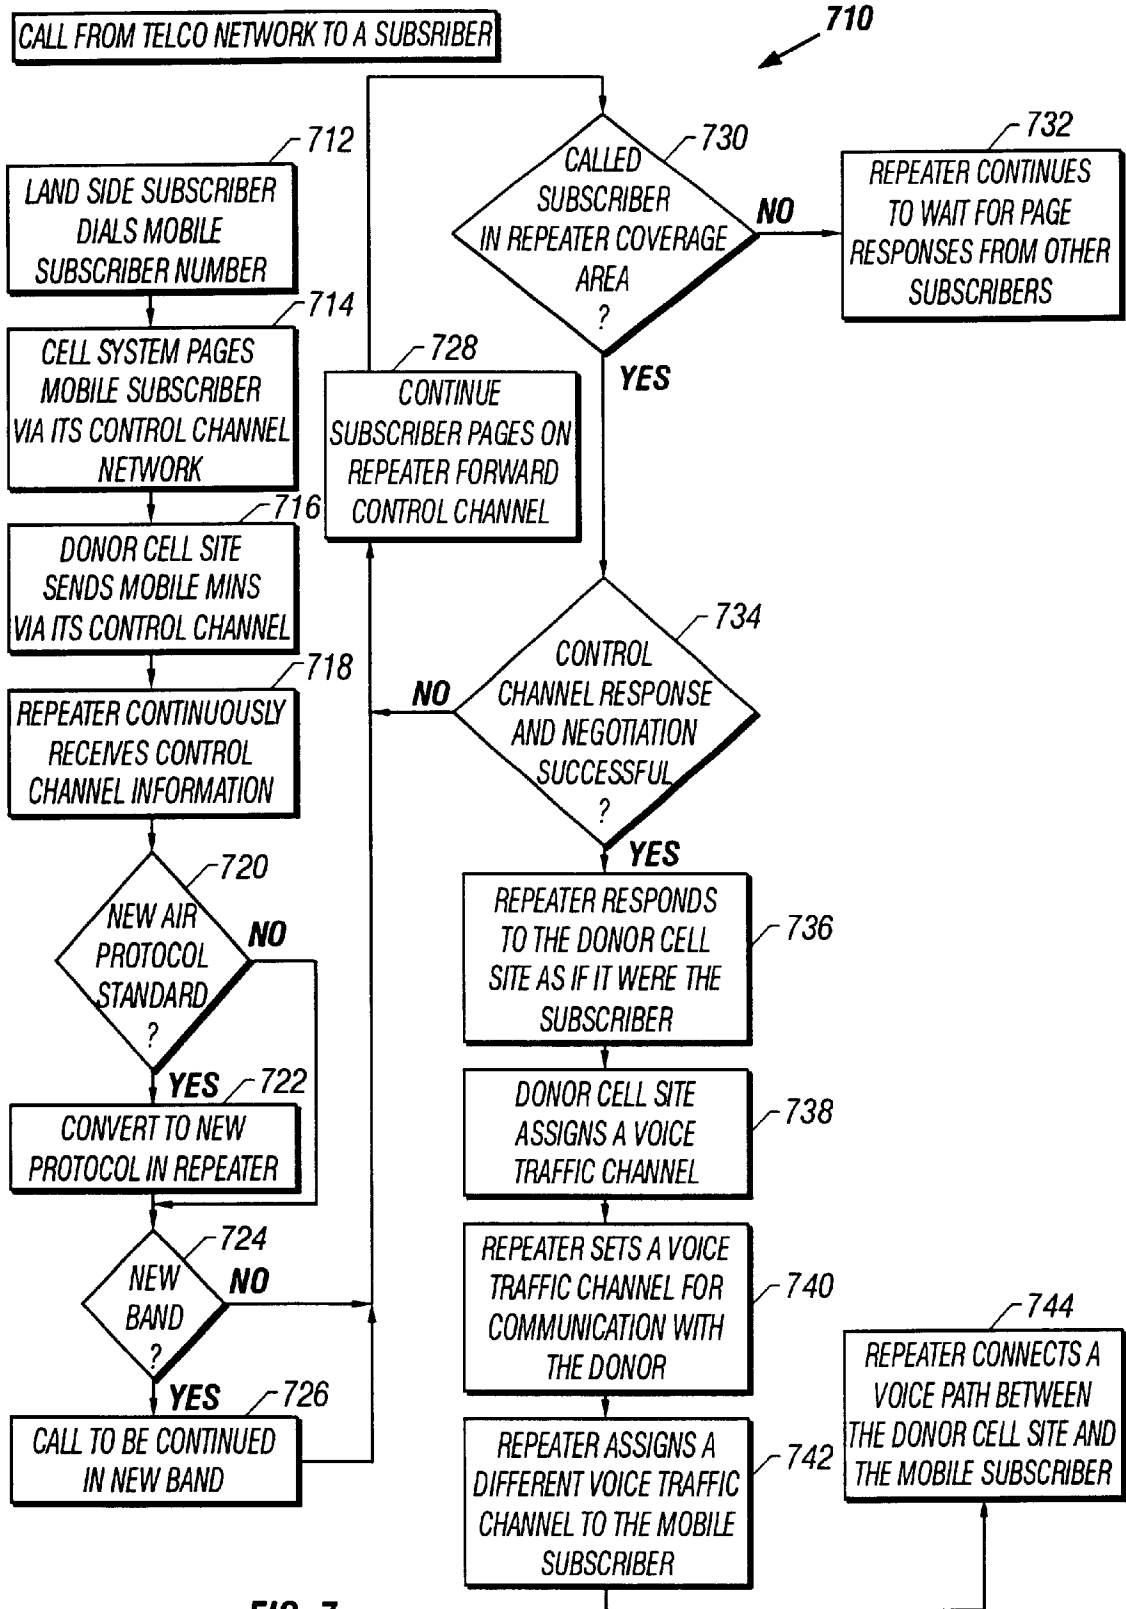 CALL FROM TELCO NETWORK TO A SUBSRIBER
710
712
LAND SIDE SUBSCRIBER
DIALS MOBILE
SUBSCRIBER NUMBER
714
CELL SYSTEM PAGES
MOBILE SUBSCRIBER
VIA ITS CONTROL CHANNEL
NETWORK
716
DONOR CELL SITE
SENDS MOBILE MINS
VIA ITS CONTROL CHANNEL
718
REPEATER CONTINUOUSLY
RECEIVES CONTROL
CHANNEL INFORMATION
720
NEW AIR
PROTOCOL
STANDARD
?
NO
YES
722
CONVERT TO NEW
PROTOCOL IN REPEATER
724
NEW
BAND
?
NO
YES
726
CALL TO BE CONTINUED
IN NEW BAND
728
CONTINUE
SUBSCRIBER PAGES ON
REPEATER FORWARD
CONTROL CHANNEL
730
CALLED
SUBSCRIBER
IN REPEATER COVERAGE
AREA
?
NO
YES
732
REPEATER CONTINUES
TO WAIT FOR PAGE
RESPONSES FROM OTHER
SUBSCRIBERS
734
CONTROL
CHANNEL RESPONSE
AND NEGOTIATION
SUCCESSFUL
?
NO
YES
REPEATER RESPONDS
TO THE DONOR CELL
SITE AS IF IT WERE THE
SUBSCRIBER
736
DONOR CELL SITE
ASSIGNS A VOICE
TRAFFIC CHANNEL
738
REPEATER SETS A VOICE
TRAFFIC CHANNEL FOR
COMMUNICATION WITH
THE DONOR
740
REPEATER ASSIGNS A
DIFFERENT VOICE TRAFFIC
CHANNEL TO THE MOBILE
SUBSCRIBER
742
744
REPEATER CONNECTS A
VOICE PATH BETWEEN
THE DONOR CELL SITE AND
THE MOBILE SUBSCRIBER
FIG. 7